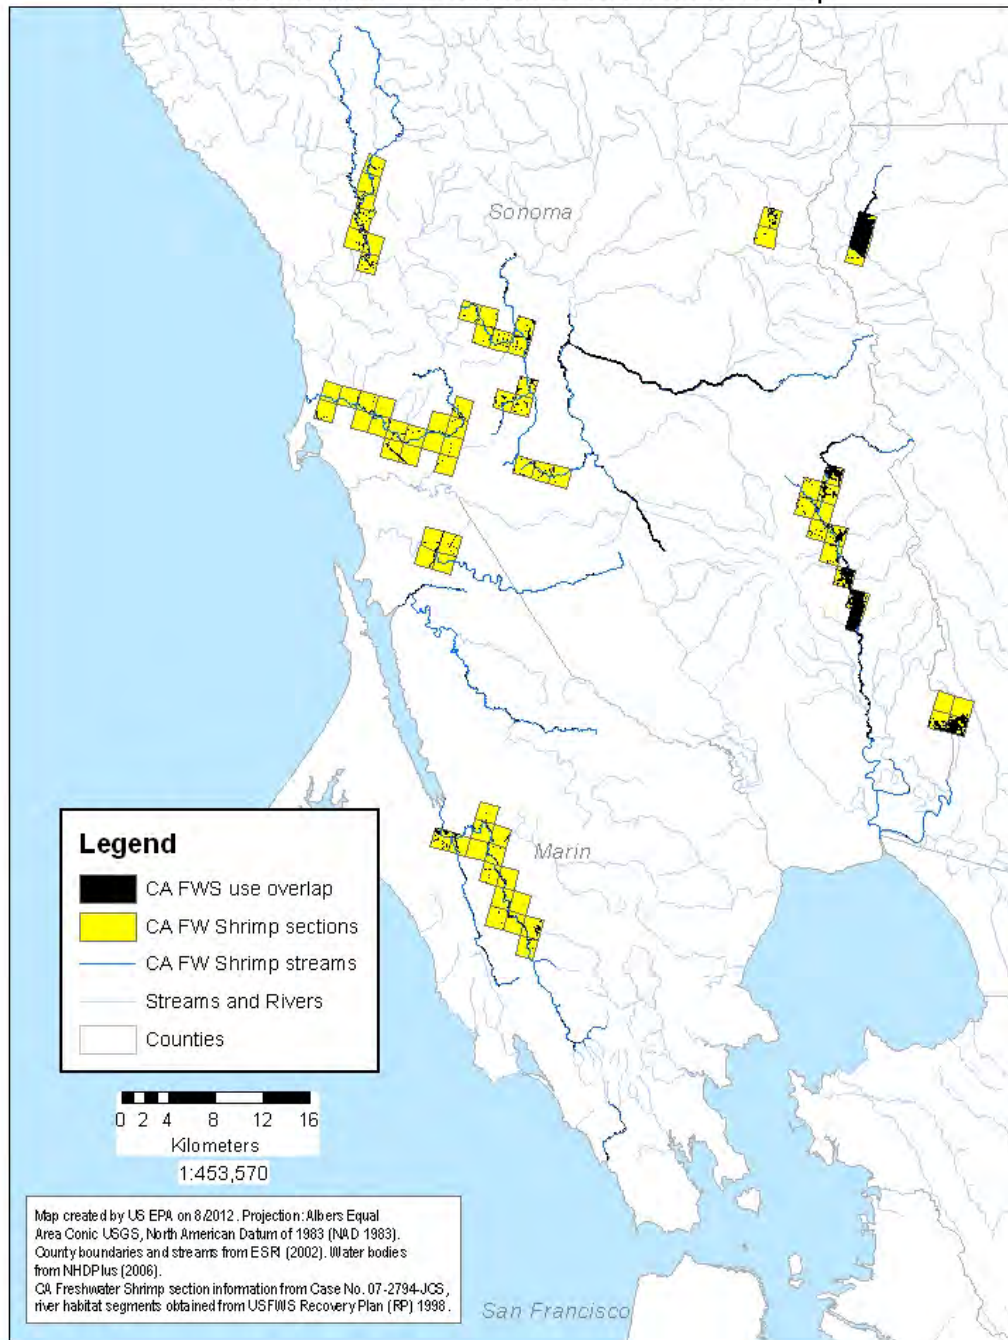 Sonoma
Marin
Legend
CA FWS use overlap
CA FW Shrimp sections
CA FW Shrimp streams
Streams and Rivers
Counties
0 2 4 8 12 16
Kilometers
1:453,570
Map created by US EPA on 8/2012. Projection: Albers Equal
Area Conic USGS, North American Datum of 1983 (NAD 1983).
County boundaries and streams from ESRI (2002). Water bodies
from NHDPlus (2006).
CA Freshwater Shrimp section information from Case No. 07-2794-JCS,
river habitat segments obtained from USFWS Recovery Plan (RP) 1998.
San Francisco